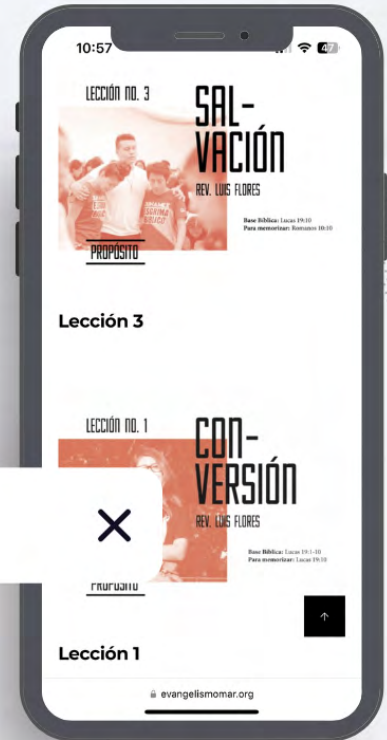 10:57
47
LECCIÓN no. 3
SAL-
VACIÓN
REV. LUIS FLORES
Base Bíblica: Lucas 19:10
Para memorizar: Romanos 10:10
PROPÓSITO
Lección 3
LECCIÓN no. 1
CON-
VERSIÓN
REV. LUIS FLORES
Base Bíblica: Lucas 19:1-10
Para memorizar: Lucas 19:10
PROPÓSITO
Lección 1
evangelismomar.org